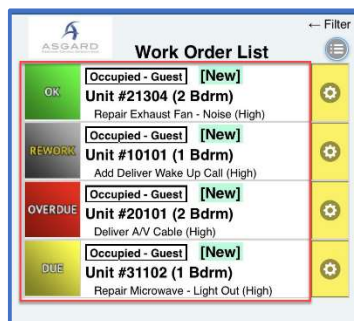 ← Filter
ASGARD
Work Order List
OK
Occupied - Guest [New]
Unit #21304 (2 Bdrm)
Repair Exhaust Fan - Noise (High)
REWORK
Occupied - Guest [New]
Unit #10101 (1 Bdrm)
Add Deliver Wake Up Call (High)
OVERDUE
Occupied - Guest [New]
Unit #20101 (2 Bdrm)
Deliver A/V Cable (High)
DUE
Occupied - Guest [New]
Unit #31102 (1 Bdrm)
Repair Microwave - Light Out (High)